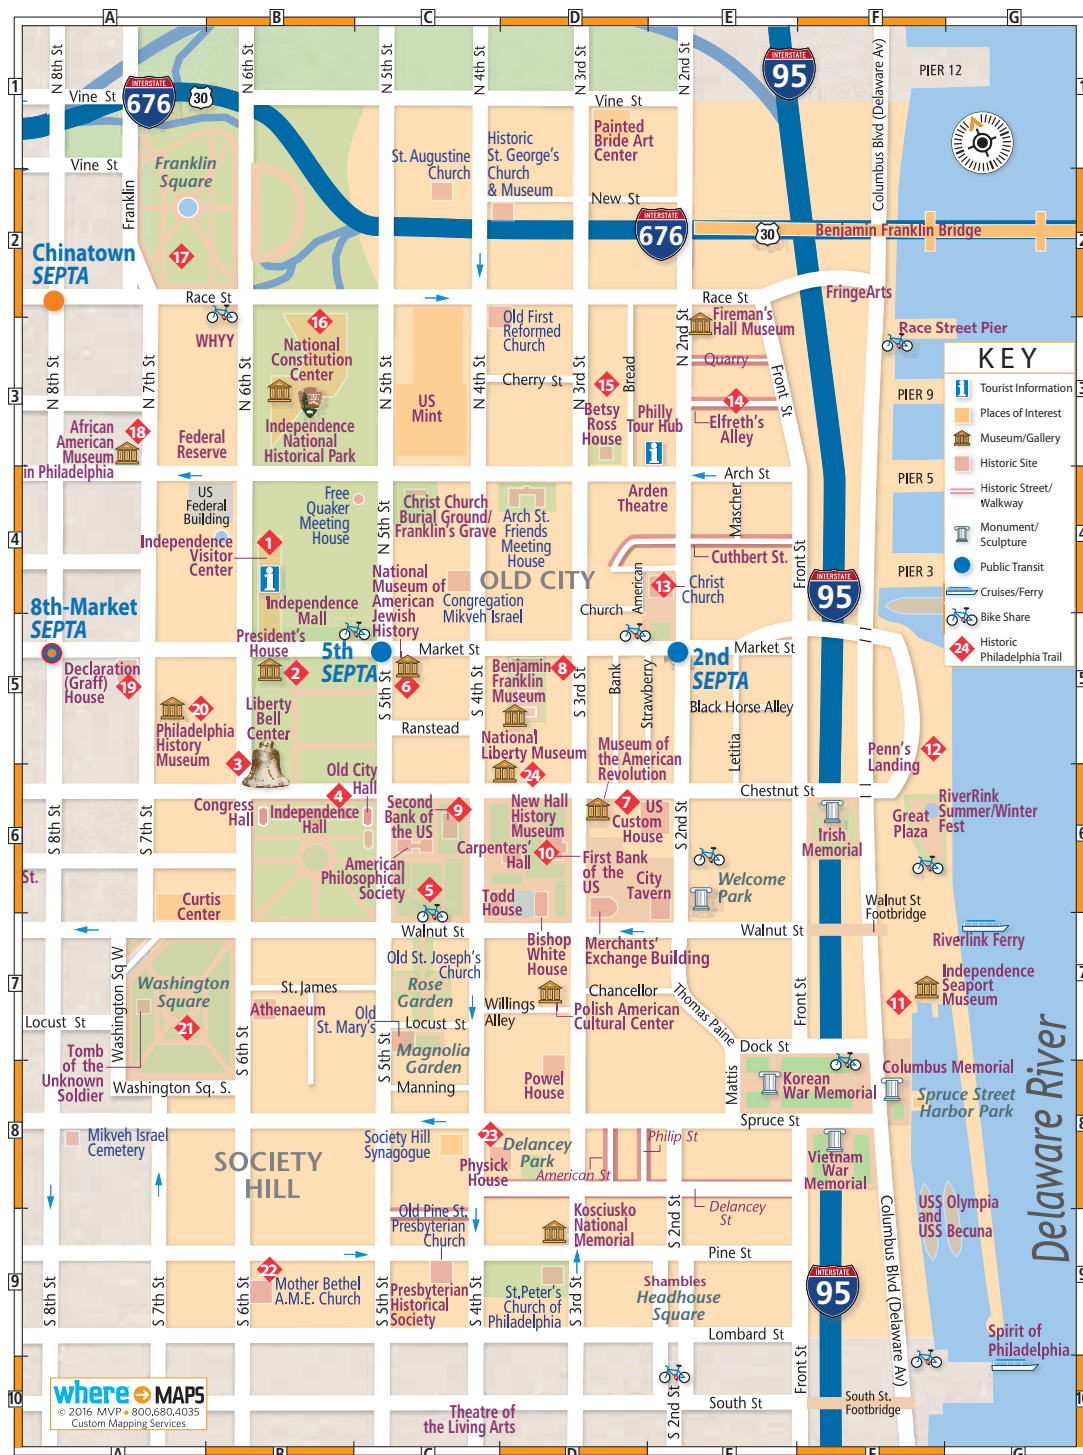 A
B
C
D
E
F
G
1
2
3
4
5
6
7
8
9
10
N 8th St
N 6th St
N 5th St
N 4th St
N 3rd St
N 2nd St
INTERSTATE
95
Columbus Blvd (Delaware Av)
PIER 12
INTERSTATE
676
30
Vine St
Vine St
Painted
Bride Art
Center
Historic
St. George's
Church
& Museum
St. Augustine
Church
Vine St
Franklin
Franklin
Square
New St
INTERSTATE
676
30
Benjamin Franklin Bridge
Chinatown
SEPTA
17
Race St
Race St
FringeArts
WHYY
16
National
Constitution
Center
Old First
Reformed
Church
Fireman's
Hall Museum
Race Street Pier
Quarry
Front St
N 8th St
N 7th St
N 6th St
N 5th St
N 4th St
N 3rd St
Bread
N 2nd St
Cherry St
15
14
US
Mint
Betsy
Ross
House
Philly
Tour Hub
Elfreth's
Alley
PIER 9
African
American
Museum
in Philadelphia
18
Federal
Reserve
Independence
National
Historical Park
KEY
Tourist Information
Places of Interest
Museum/Gallery
Historic Site
Historic Street/
Walkway
Monument/
Sculpture
Public Transit
Cruises/Ferry
Bike Share
24
Historic
Philadelphia Trail
Arch St
PIER 5
US
Federal
Building
Free
Quaker
Meeting
House
N 5th St
Christ Church
Burial Ground/
Franklin's Grave
Arch St.
Friends
Meeting
House
Arden
Theatre
Mascher
Independence
Visitor
Center
1
Cuthbert St.
Front St
PIER 3
National
Museum of
American
Jewish
History
OLD CITY
American
13
Christ
Church
INTERSTATE
95
8th-Market
SEPTA
Independence
Mall
Congregation
Mikveh Israel
Church
President's
House
2
5th
SEPTA
Market St
2nd
SEPTA
Market St
Declaration
(Graff)
House
19
6
Benjamin
Franklin
Museum
8
Bank
Strawberry
S 5th St
S 4th St
S 3rd St
20
Philadelphia
History
Museum
Liberty
Bell
Center
Ranstead
Black Horse Alley
Letitia
3
National
Liberty Museum
24
Museum of
the American
Revolution
Penn's
Landing
12
Old City
Hall
Chestnut St
4
Congress
Hall
Independence
Hall
Second
Bank of
the US
9
New Hall
History
Museum
7
US
Custom
House
S 2nd St
Irish
Memorial
Great
Plaza
RiverRink
Summer/Winter
Fest
S 8th St
S 7th St
Carpenters'
Hall
10
First Bank
of the
US
American
Philosophical
Society
5
City
Tavern
Welcome
Park
St.
Curtis
Center
Todd
House
Walnut St
Footbridge
Walnut St
Walnut St
Bishop
White
House
Merchants'
Exchange Building
Riverlink Ferry
Washington Sq W
Washington
Square
21
Old St. Joseph's
Church
Rose
Garden
St. James
Athenaeum
Old
St. Mary's
Locust St
Locust St
Willings
Alley
Chancellor
Thomas Paine
Polish American
Cultural Center
Front St
11
Independence
Seaport
Museum
S 6th St
S 5th St
Magnolia
Garden
Dock St
Tomb
of the
Unknown
Soldier
Washington Sq. S.
Manning
Powel
House
Mattis
Korean
War Memorial
Columbus Memorial
Spruce Street
Harbor Park
Delaware River
Spruce St
Mikveh Israel
Cemetery
Society Hill
Synagogue
23
Physick
House
Delancey
Park
Philip St
American St
Vietnam
War
Memorial
SOCIETY
HILL
Delancey
St
Old Pine St.
Presbyterian
Church
Kosciusko
National
Memorial
S 2nd St
USS Olympia
and
USS Becuna
Columbus Blvd (Delaware Av)
Pine St
22
Mother Bethel
A.M.E. Church
Presbyterian
Historical
Society
St.Peter's
Church of
Philadelphia
Shambles
Headhouse
Square
INTERSTATE
95
S 8th St
S 7th St
S 6th St
S 5th St
S 4th St
S 3rd St
Lombard St
Front St
Spirit of
Philadelphia
S 2nd St
South St
South St.
Footbridge
Theatre of
the Living Arts
where MAPS
© 2016 MVP • 800.680.4035
Custom Mapping Services
A
B
C
D
E
F
G
1
2
3
4
5
6
7
8
9
10